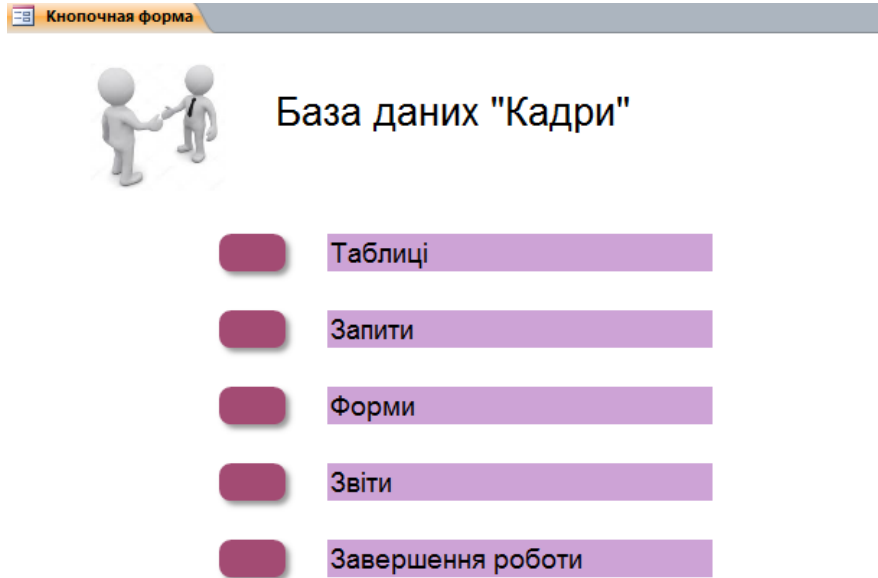 Кнопочная форма
База даних "Кадри"
Таблиці
Запити
Форми
Звіти
Завершення роботи